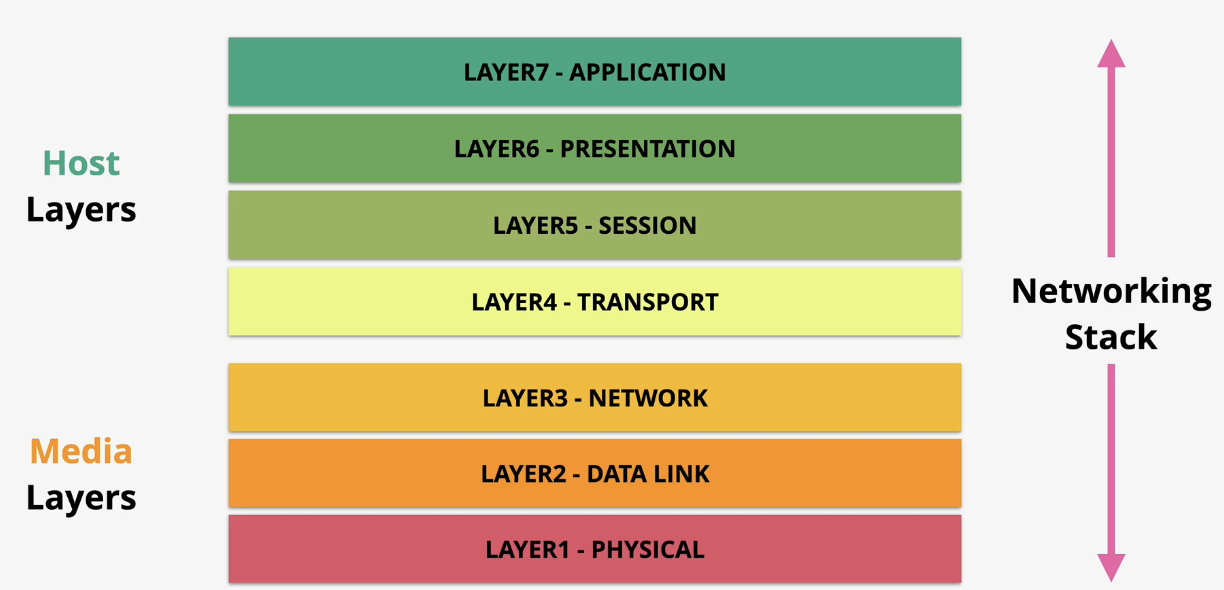 LAYER7 - APPLICATION
LAYER6 - PRESENTATION
Host
Layers
LAYER5 - SESSION
LAYER4 - TRANSPORT
Networking
Stack
LAYER3 - NETWORK
Media
Layers
LAYER2 - DATA LINK
LAYER1 - PHYSICAL